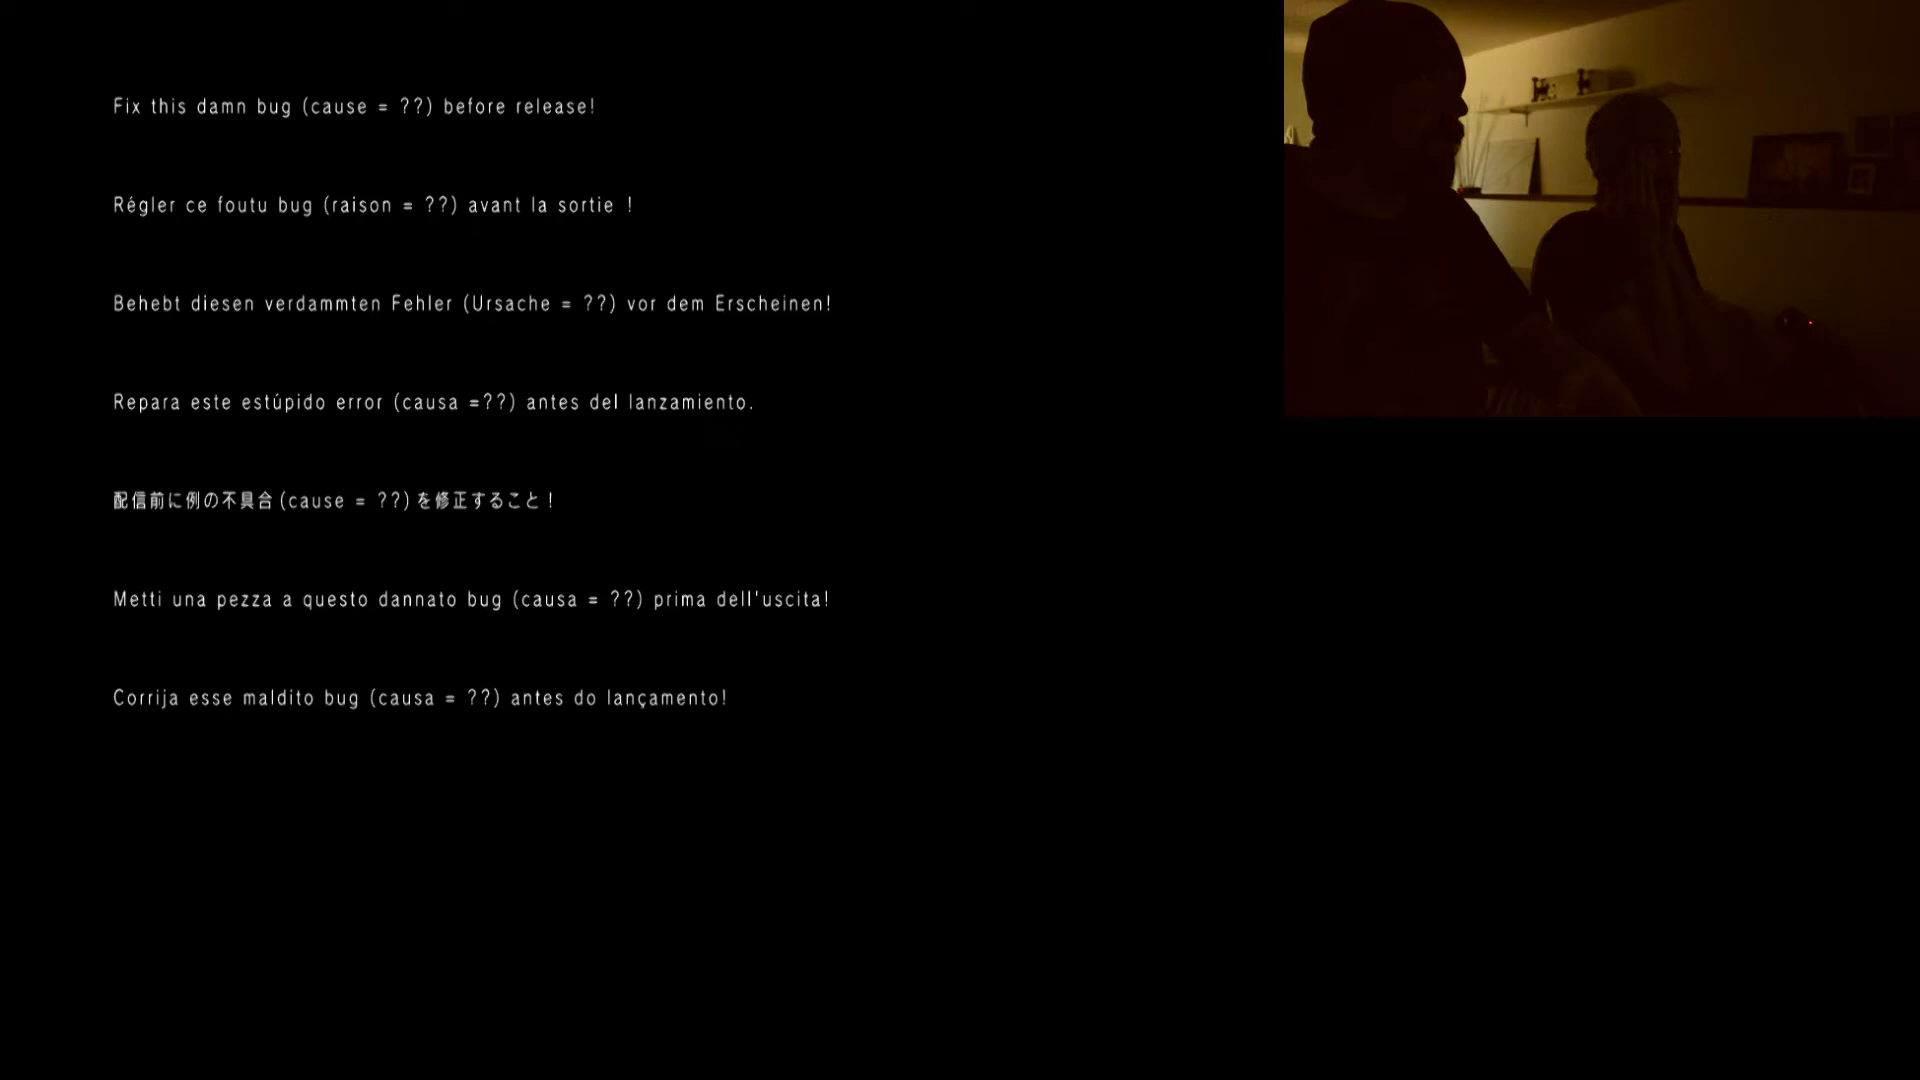 Fix this damn bug (cause = ??) before release!
Régler ce foutu bug (raison = ??) avant la sortie !
Behebt diesen verdammten Fehler (Ursache = ??) vor dem Erscheinen!
Repara este estúpido error (causa =??) antes del lanzamiento.
配信前に例の不具合(cause = ??)を修正すること！
Metti una pezza a questo dannato bug (causa = ??) prima dell'uscita!
Corrija esse maldito bug (causa = ??) antes do lançamento!